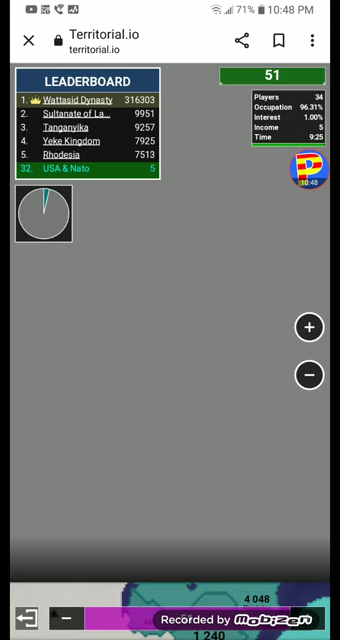 71% 10:48 PM
Territorial.io
territorial.io
LEADERBOARD
1. Wattasid Dynasty 316303
2. Sultanate of La... 9951
3. Tanganyika 9257
4. Yeke Kingdom 7925
5. Rhodesia 7513
32. USA & Nato 5
51
Players 34
Occupation 96.31%
Interest 1.00%
Income 5
Time 9:25
P
10:48
+
−
4 048
−
Recorded by mobizen
1 240